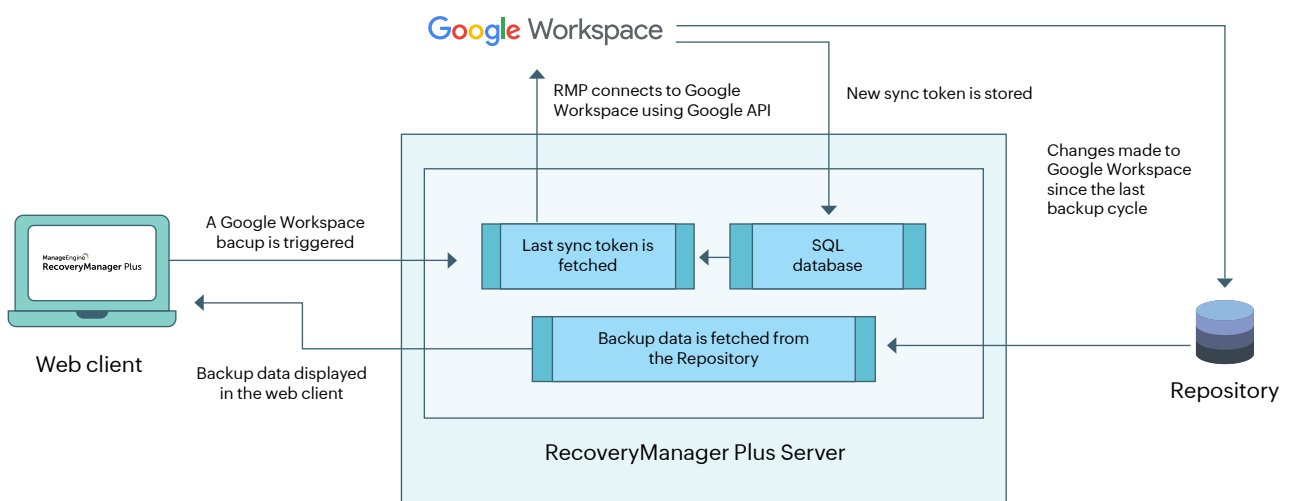 Google Workspace
RMP connects to Google
Workspace using Google API
New sync token is stored
Changes made to
Google Workspace
since the last
backup cycle
A Google Workspace
bacup is triggered
ManageEngine
RecoveryManager Plus
Last sync token is
fetched
SQL
database
Backup data is fetched from
the Repository
Web client
Backup data displayed
in the web client
Repository
RecoveryManager Plus Server